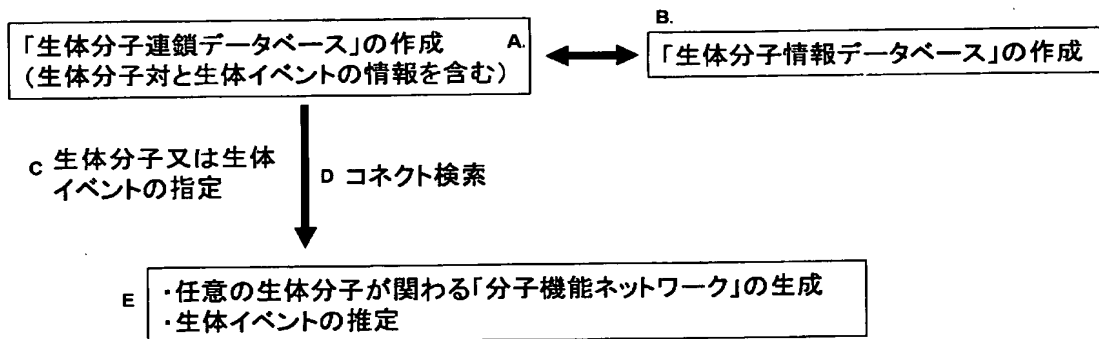 「生体分子連鎖データベース」の作成 A.
(生体分子対と生体イベントの情報を含む)
B.
「生体分子情報データベース」の作成
C 生体分子又は生体
イベントの指定
D コネクト検索
E
・任意の生体分子が関わる「分子機能ネットワーク」の生成
・生体イベントの推定